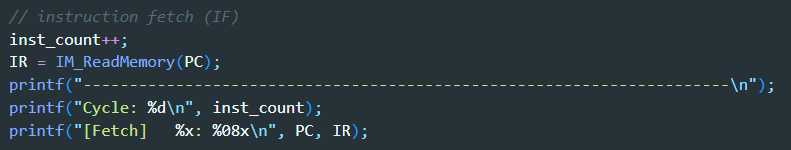 // instruction fetch (IF)
inst_count++;
IR = IM_ReadMemory(PC);
printf("----------------------------------------------------------------------\n");
printf("Cycle: %d\n", inst_count);
printf("[Fetch]   %x: %08x\n", PC, IR);